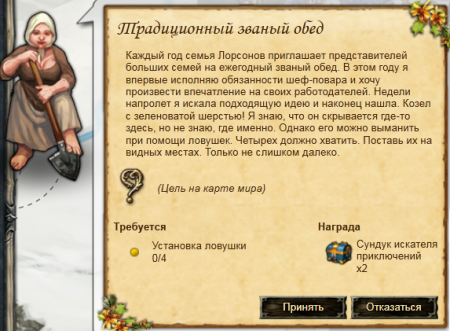 Традиционный званый обед
Каждый год семья Лорсонов приглашает представителей
больших семей на ежегодный званый обед. В этом году я
впервые исполняю обязанности шеф-повара и хочу
произвести впечатление на своих работодателей. Недели
напролет я искала подходящую идею и наконец нашла. Козел
с зеленоватой шерстью! Я знаю, что он скрывается где-то
здесь, но не знаю, где именно. Однако его можно выманить
при помощи ловушек. Четырех должно хватить. Поставь их на
видных местах. Только не слишком далеко.
(Цель на карте мира)
Требуется
Установка ловушки
0/4
Награда
Сундук искателя
приключений
x2
Принять
Отказаться